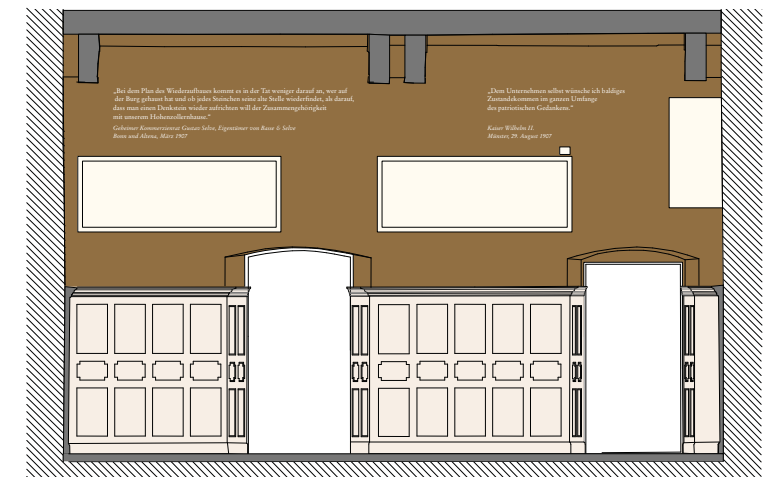 „Bei dem Plan des Wiederaufbaues kommt es in der Tat weniger darauf an, wer auf
der Burg gehaust hat und ob jedes Steinchen seine alte Stelle wiederfindet, als darauf,
dass man einen Denkstein wieder aufrichten will der Zusammengehörigkeit
mit unserem Hohenzollernhause.“
Geheimer Kommerzienrat Gustav Selve, Eigentümer von Basse & Selve
Bonn und Altena, März 1907
„Dem Unternehmen selbst wünsche ich baldiges
Zustandekommen im ganzen Umfange
des patriotischen Gedankens.“
Kaiser Wilhelm II.
Münster, 29. August 1907